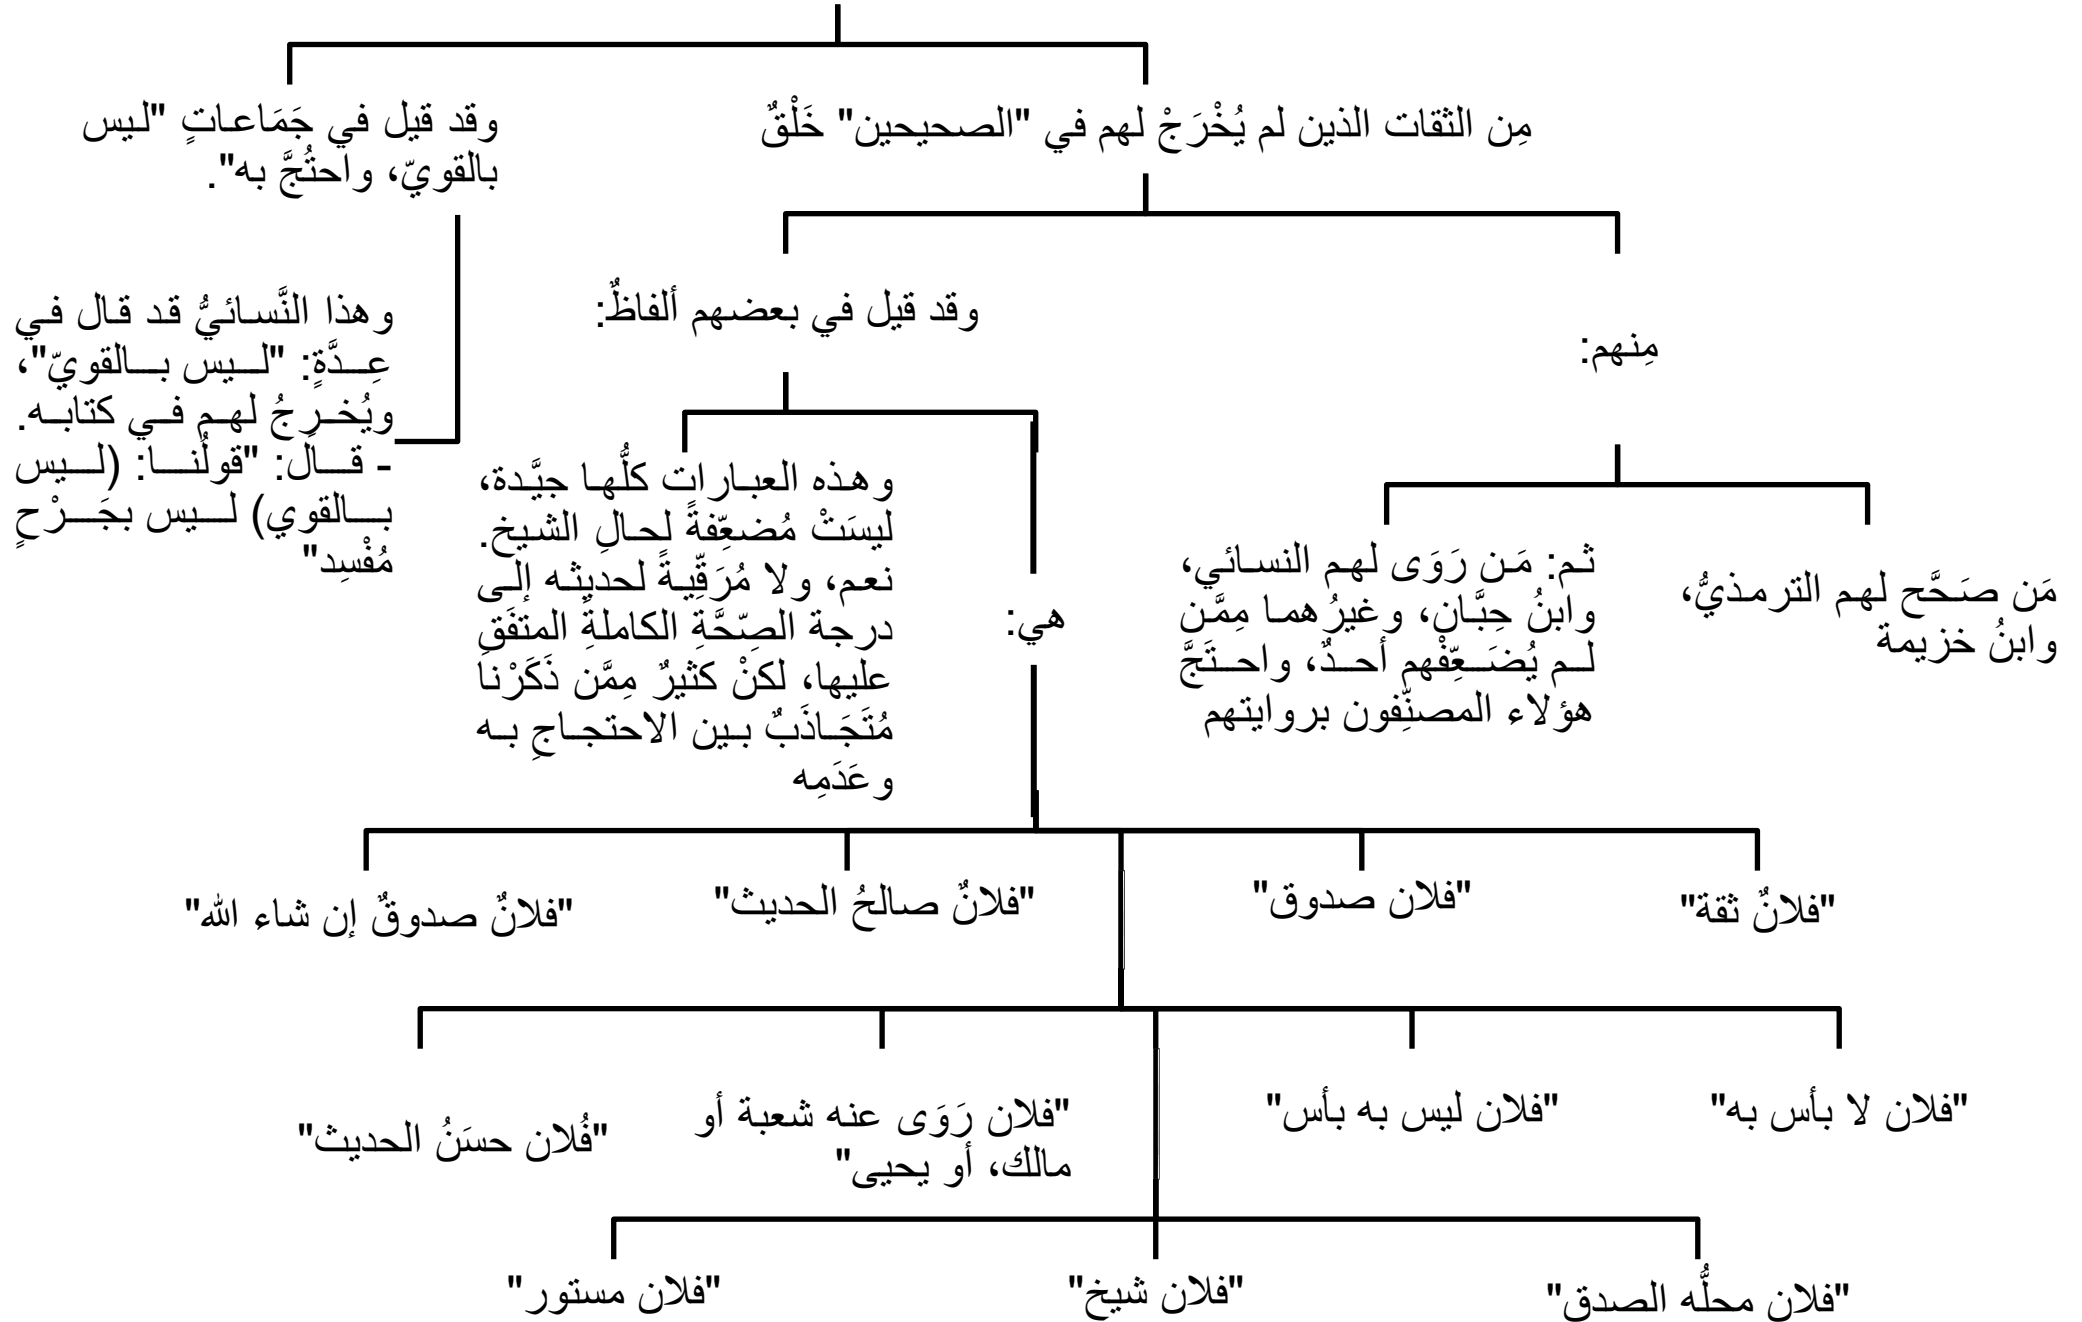 مِن الثقات الذين لم يُخْرَجْ لهم في "الصحيحين" خَلْقٌ
وقد قيل في جَمَاعاتٍ "ليس
بالقويّ، واحتُجَّ به".
مِنهم:
وقد قيل في بعضهم ألفاظٌ:
وهذا النَّسائيُّ قد قال في
عِدَّةٍ: "ليس بالقويّ"،
ويُخرِجُ لهم في كتابه.
- قال: "قولُنا: (ليس
بالقوي) ليس بجَرْحٍ
مُفْسِد"
مَن صَحَّح لهم الترمذيُّ،
وابنُ خزيمة
ثم: مَن رَوَى لهم النسائي،
وابنُ حِبَّان، وغيرُهما مِمَّن
لم يُضَعِّفْهم أحدٌ، واحتَجَّ
هؤلاء المصنِّفون بروايتهم
هي:
وهذه العبارات كلُّها جيَّدة،
ليسَتْ مُضعِّفةً لحالِ الشيخ.
نعم، ولا مُرَقِّيةً لحديثه إلى
درجة الصِّحَّةِ الكاملةِ المتفَق
عليها، لكنْ كثيرٌ مِمَّن ذَكَرْنا
مُتَجَاذَبٌ بين الاحتجاجِ به
وعَدَمِه
"فلانٌ ثقة"
"فلان صدوق"
"فلانٌ صالحُ الحديث"
"فلانٌ صدوقٌ إن شاء الله"
"فلان لا بأس به"
"فلان ليس به بأس"
"فلان رَوَى عنه شعبة أو
مالك، أو يحيى"
"فُلان حسَنُ الحديث"
"فلان محلُّه الصدق"
"فلان شيخ"
"فلان مستور"